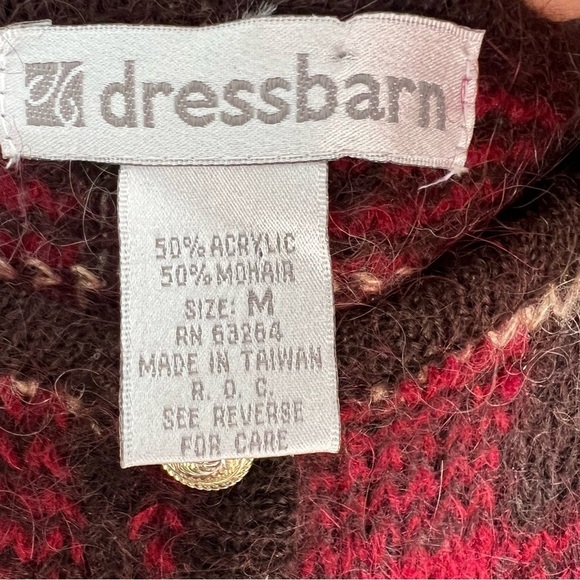 dressbarn
50% ACRYLIC
50% MOHAIR
SIZE: M
RN 63264
MADE IN TAIWAN
R. O. C.
SEE REVERSE
FOR CARE